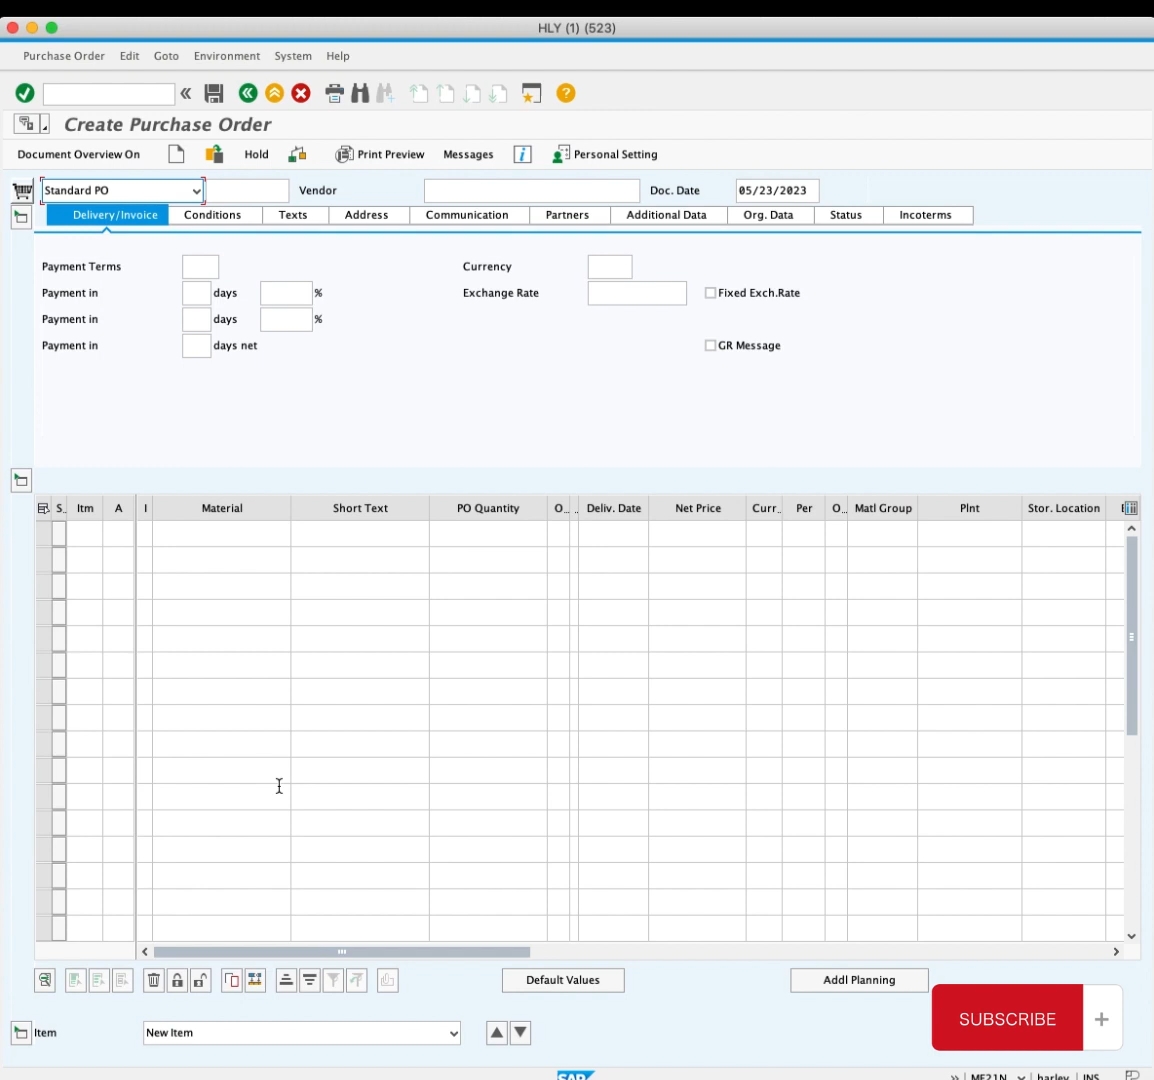 HLY (1) (523)
Purchase Order Edit Goto Environment System Help
Create Purchase Order
Document Overview On Hold Print Preview Messages Personal Setting
Standard PO Vendor Doc. Date 05/23/2023
Delivery/Invoice Conditions Texts Address Communication Partners Additional Data Org. Data Status Incoterms
Payment Terms Currency
Payment in days % Exchange Rate Fixed Exch.Rate
Payment in days %
Payment in days net GR Message
S.. Itm A I Material Short Text PO Quantity O... .. Deliv. Date Net Price Curr.. Per O... Matl Group Plnt Stor. Location
Default Values Addl Planning
SUBSCRIBE +
Item New Item
SAP » ME21N harley INS